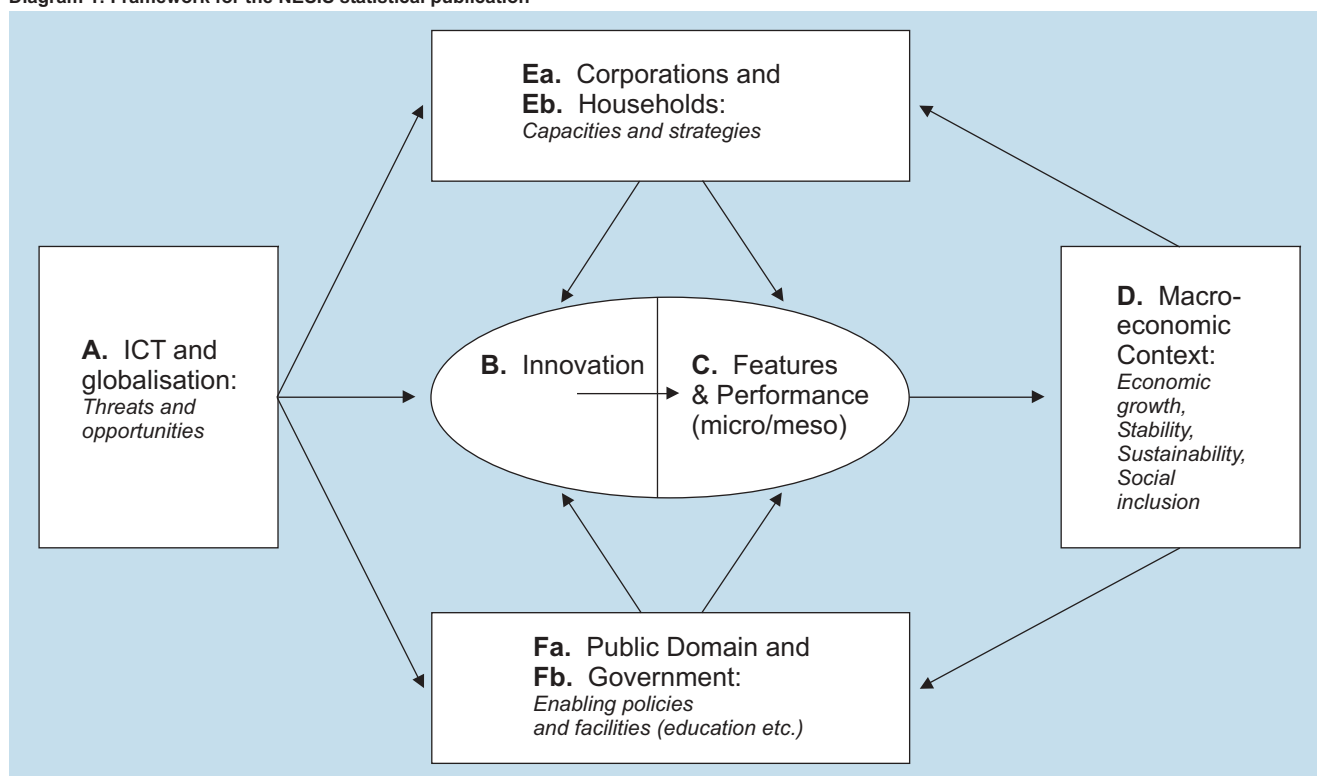 Diagram 1. Framework for the NESIS statistical publication
Ea. Corporations and
Eb. Households:
Capacities and strategies
A. ICT and
globalisation:
Threats and
opportunities
B. Innovation
C. Features
& Performance
(micro/meso)
D. Macro-
economic
Context:
Economic
growth,
Stability,
Sustainability,
Social
inclusion
Fa. Public Domain and
Fb. Government:
Enabling policies
and facilities (education etc.)